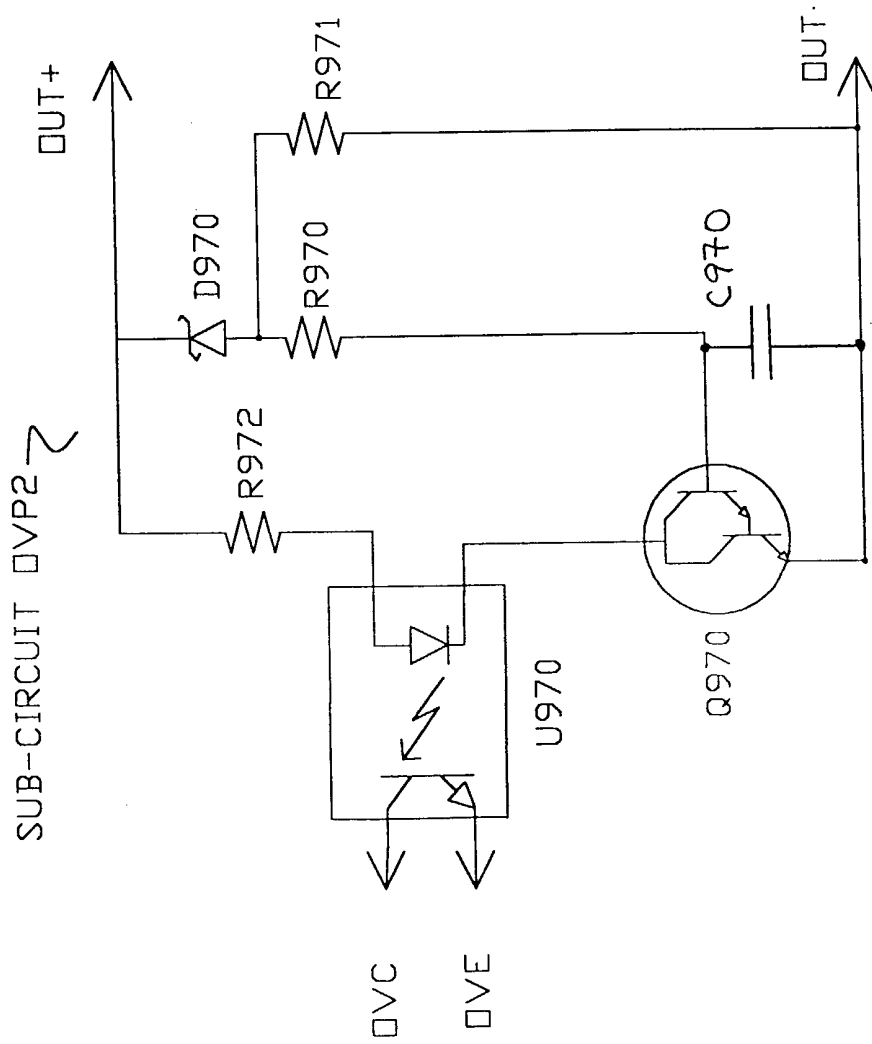 SUB-CIRCUIT OVP2
OUT+
D970
R972
R970
R971
OVC
OVE
U970
Q970
C970
OUT-